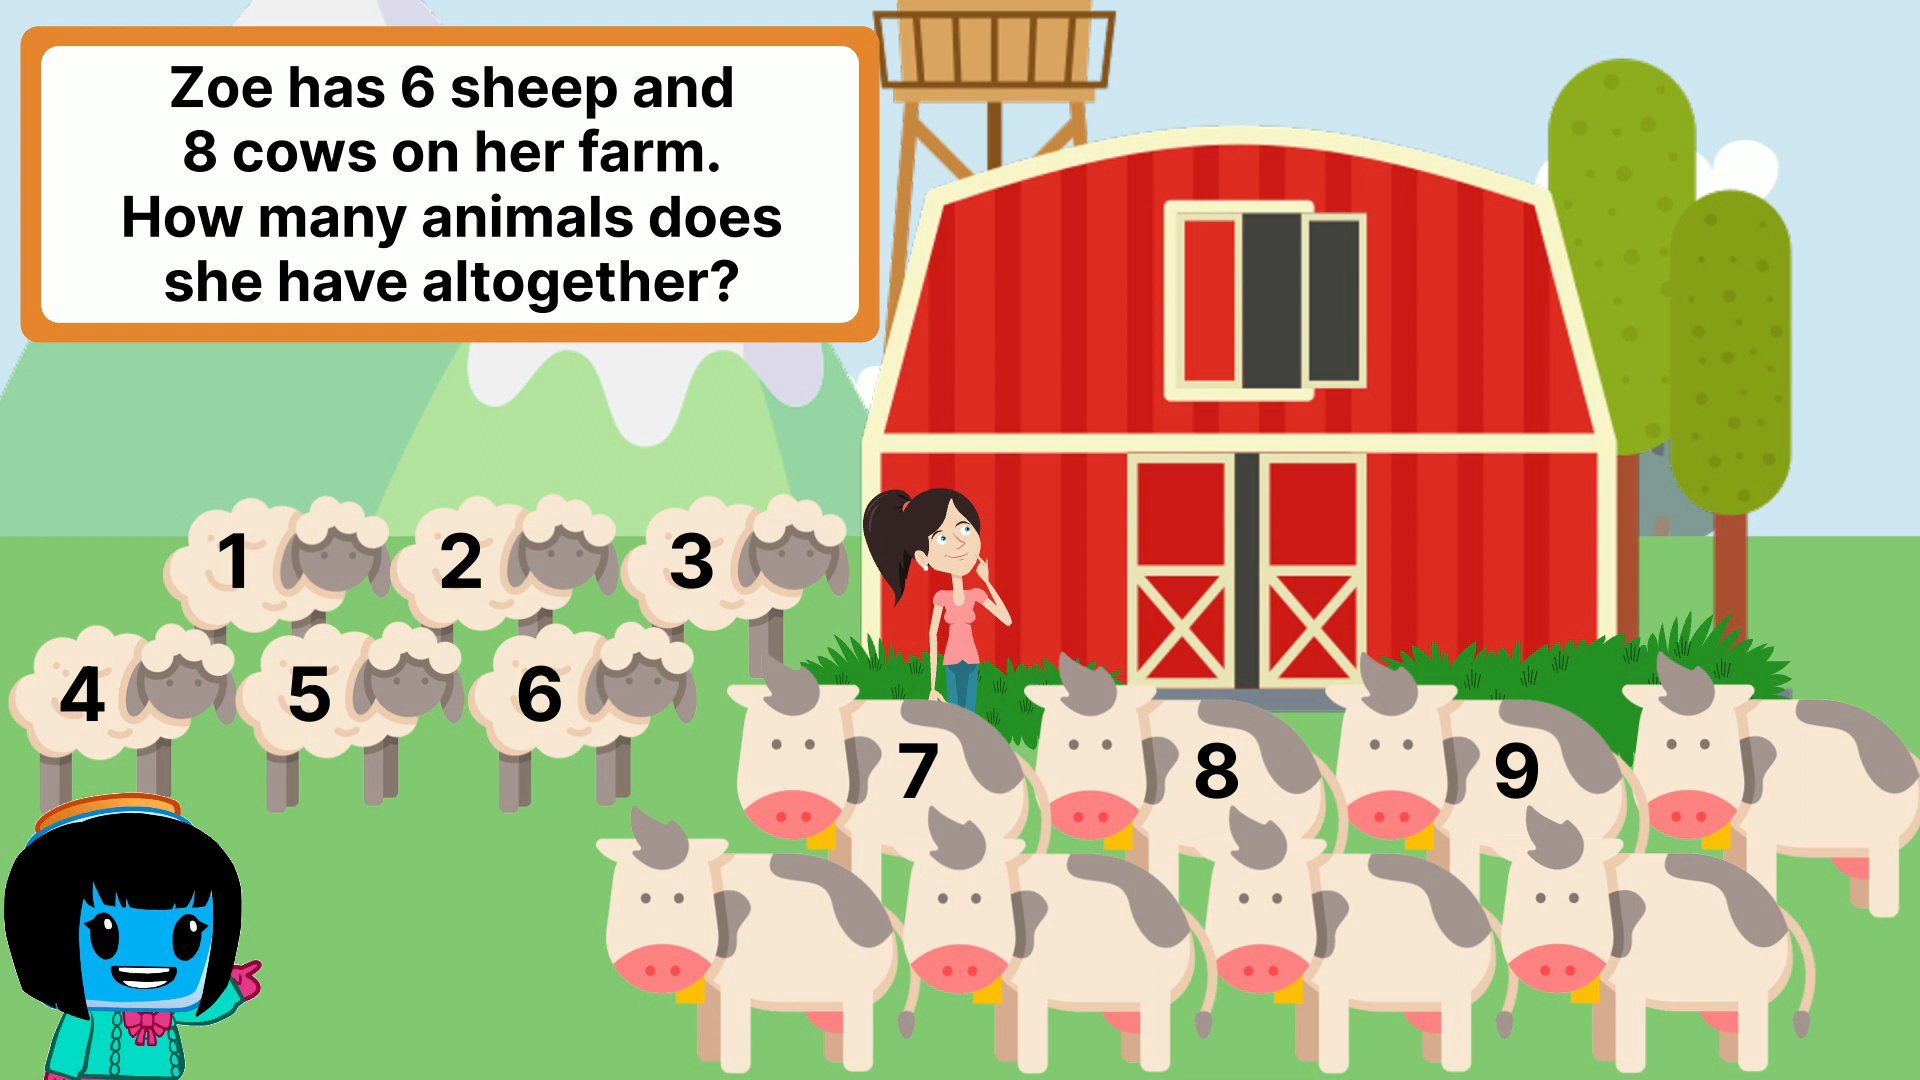 Zoe has 6 sheep and
8 cows on her farm.
How many animals does
she have altogether?
1 2 3
4 5 6
7 8 9